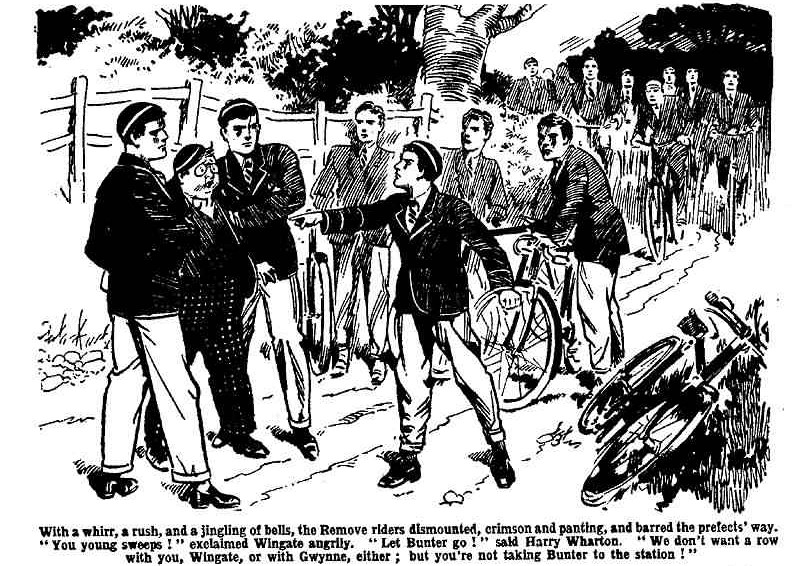 With a whirr, a rush, and a jingling of bells, the Remove riders dismounted, crimson and panting, and barred the prefects' way.
“You young sweeps!” exclaimed Wingate angrily. “Let Bunter go!” said Harry Wharton. “We don't want a row
with you, Wingate, or with Gwynne, either; but you're not taking Bunter to the station!”